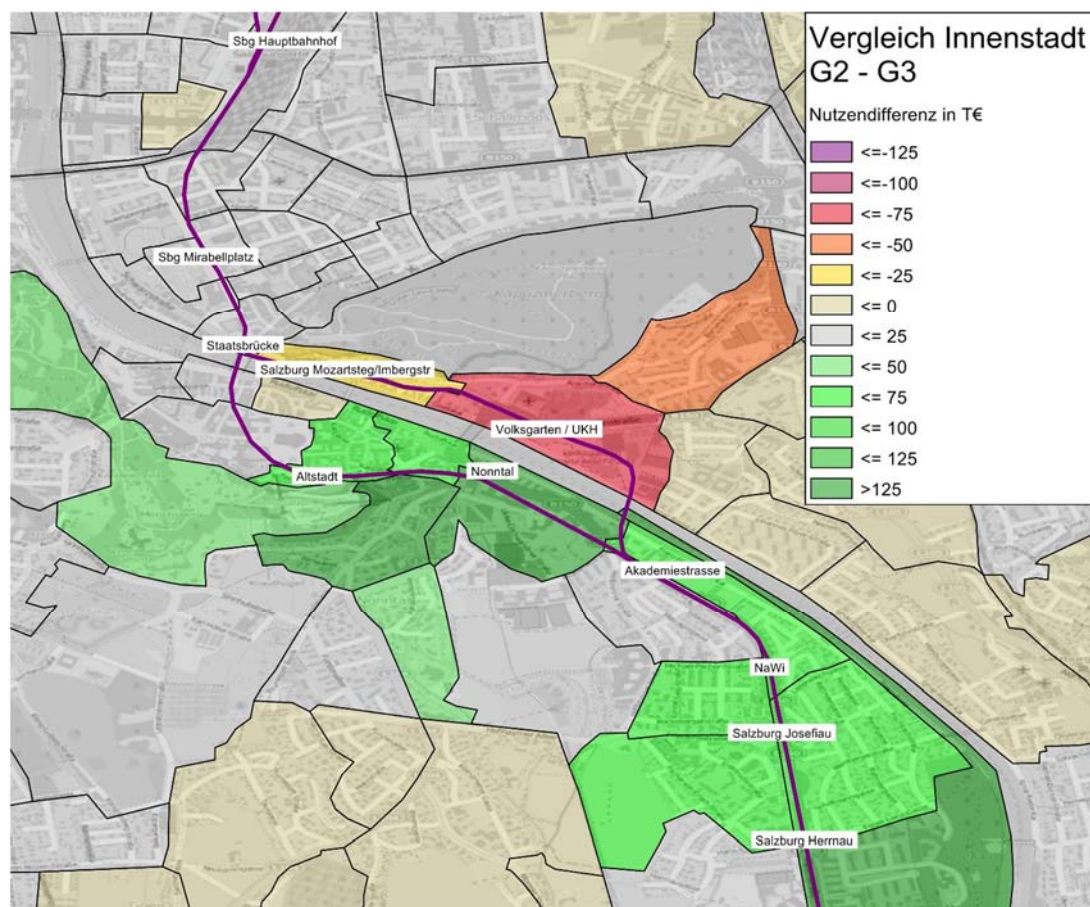 Vergleich Innenstadt
G2 - G3
Nutzendifferenz in T€
<=-125
<=-100
<= -75
<= -50
<= -25
<= 0
<= 25
<= 50
<= 75
<= 100
<= 125
>125
Sbg Hauptbahnhof
Sbg Mirabellplatz
Staatsbrücke
Salzburg Mozartsteg/Imbergstr
Volksgarten / UKH
Altstadt
Nonntal
Akademiestrasse
NaWi
Salzburg Josefiau
Salzburg Herrnau